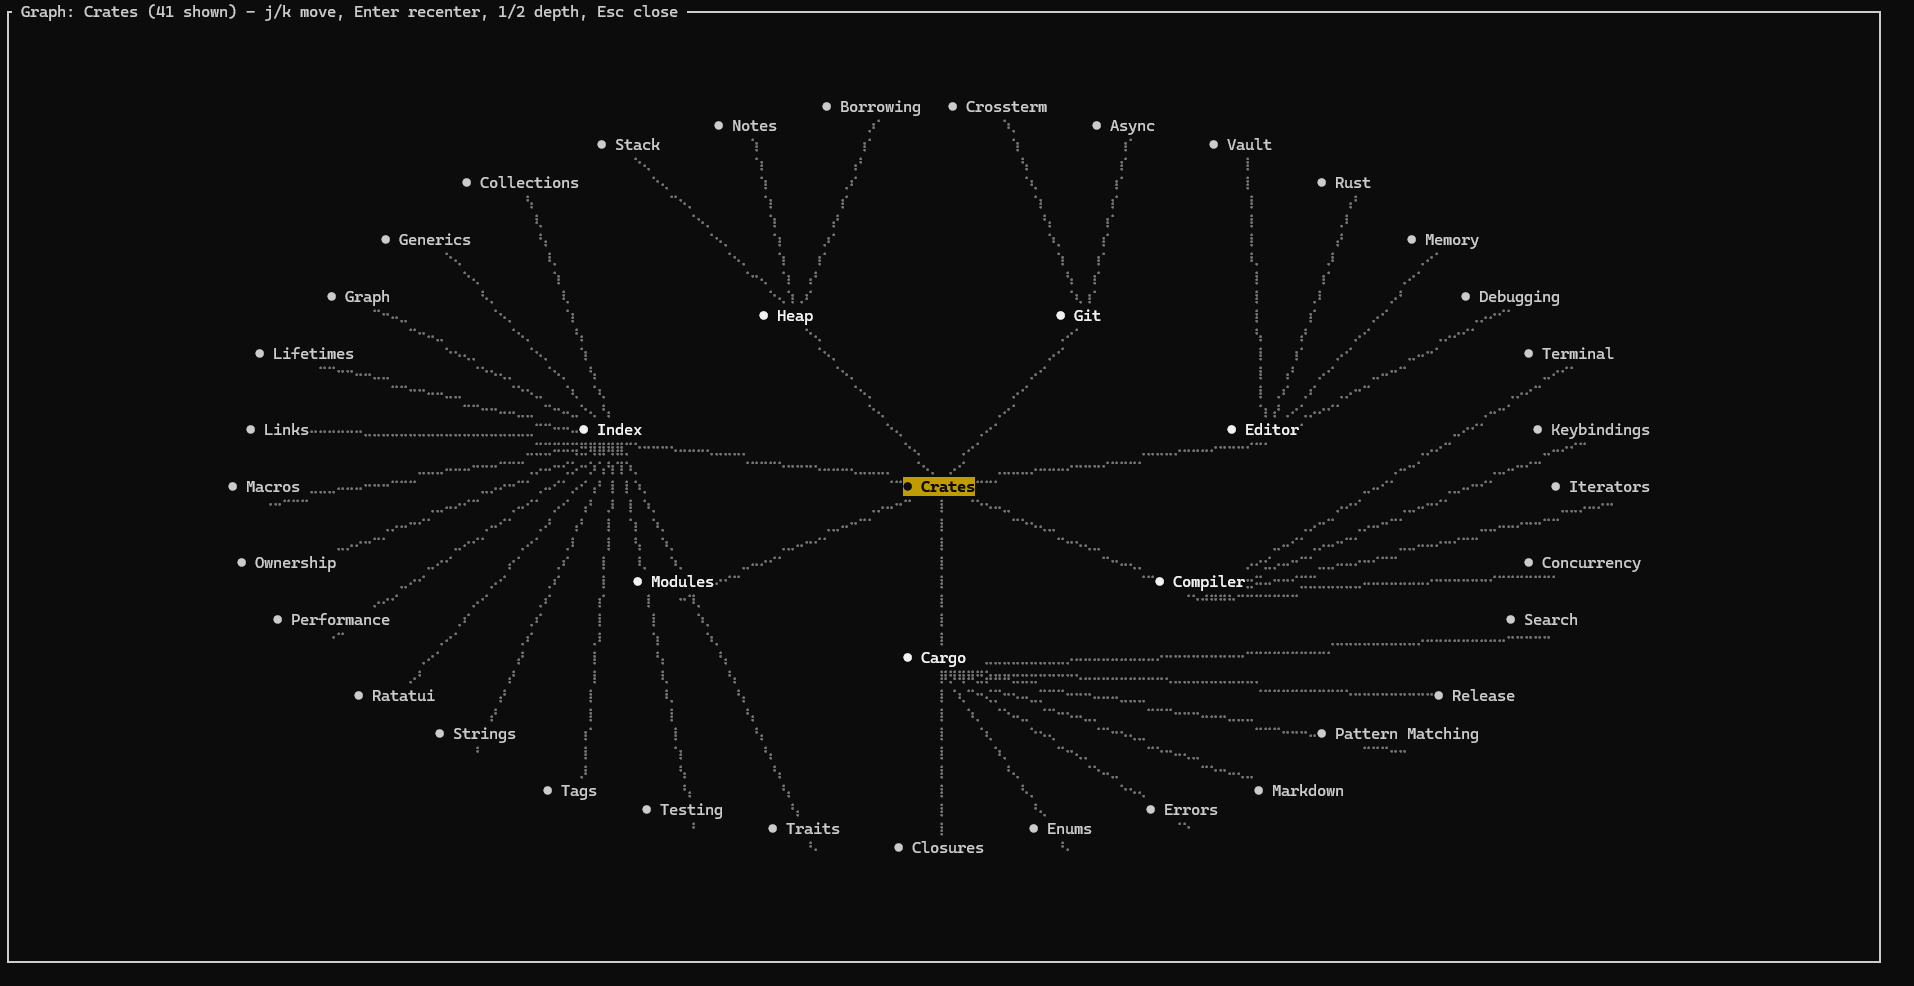 Graph: Crates (41 shown) — j/k move, Enter recenter, 1/2 depth, Esc close
Borrowing
Crossterm
Notes
Async
Stack
Vault
Collections
Rust
Generics
Memory
Graph
Debugging
Heap
Git
Lifetimes
Terminal
Links
Index
Editor
Keybindings
Macros
Crates
Iterators
Ownership
Concurrency
Modules
Compiler
Performance
Search
Cargo
Ratatui
Release
Strings
Pattern Matching
Tags
Markdown
Testing
Errors
Traits
Enums
Closures